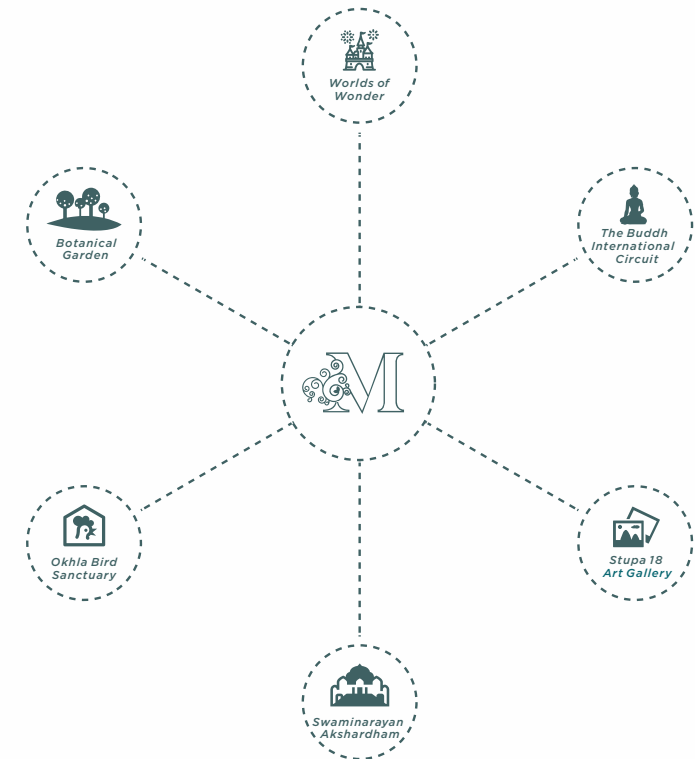 Worlds of
Wonder
Botanical
Garden
The Buddh
International
Circuit
M
Okhla Bird
Sanctuary
Stupa 18
Art Gallery
Swaminarayan
Akshardham